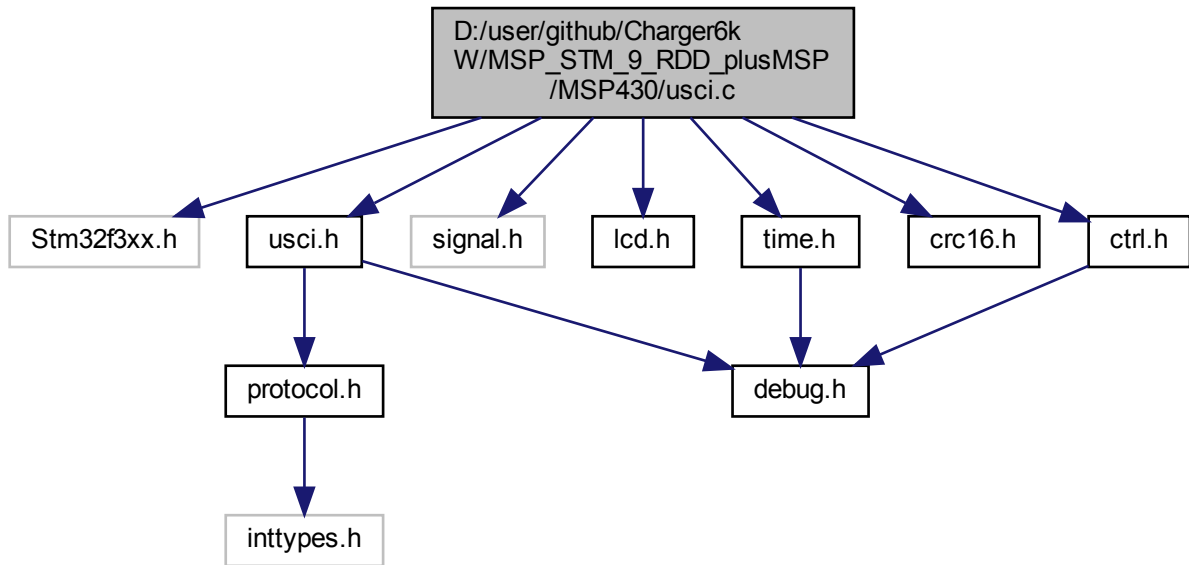 D:/user/github/Charger6k
W/MSP_STM_9_RDD_plusMSP
/MSP430/usci.c
Stm32f3xx.h
usci.h
signal.h
lcd.h
time.h
crc16.h
ctrl.h
protocol.h
debug.h
inttypes.h